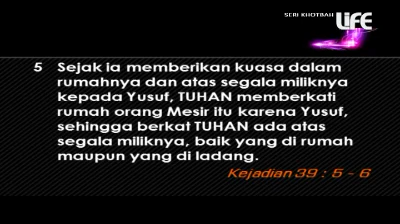 SERI KHOTBAH
LIFE
5 Sejak ia memberikan kuasa dalam
rumahnya dan atas segala miliknya
kepada Yusuf, TUHAN memberkati
rumah orang Mesir itu karena Yusuf,
sehingga berkat TUHAN ada atas
segala miliknya, baik yang di rumah
maupun yang di ladang.
Kejadian 39 : 5 - 6